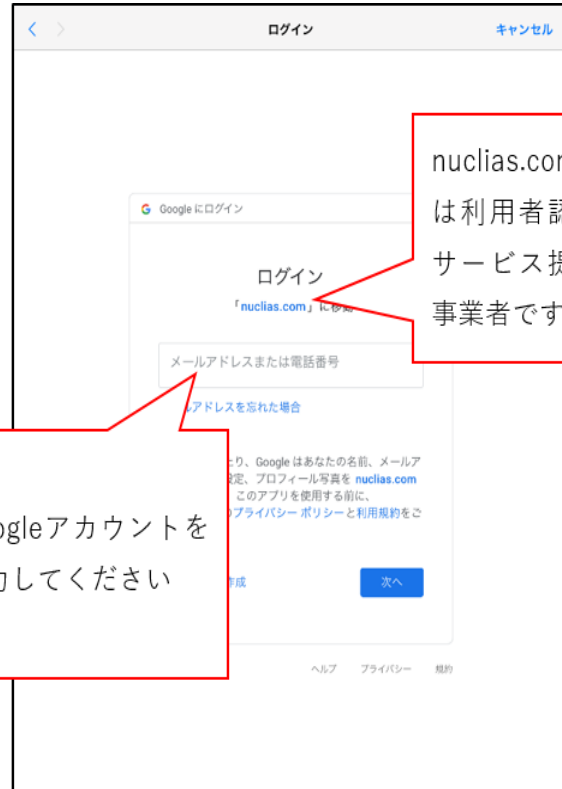 ログイン
キャンセル
nuclias.co
は利用者
サービス
事業者です
G Google にログイン
ログイン
「nuclias.com」に
メールアドレスまたは電話番号
ルアドレスを忘れた場合
たり、Google はあなたの名前、メールア
定、プロフィール写真を nuclias.com
このアプリを使用する前に、
プライバシー ポリシーと利用規約をご
ogleアカウントを
力してください
作成
次へ
ヘルプ プライバシー 規約